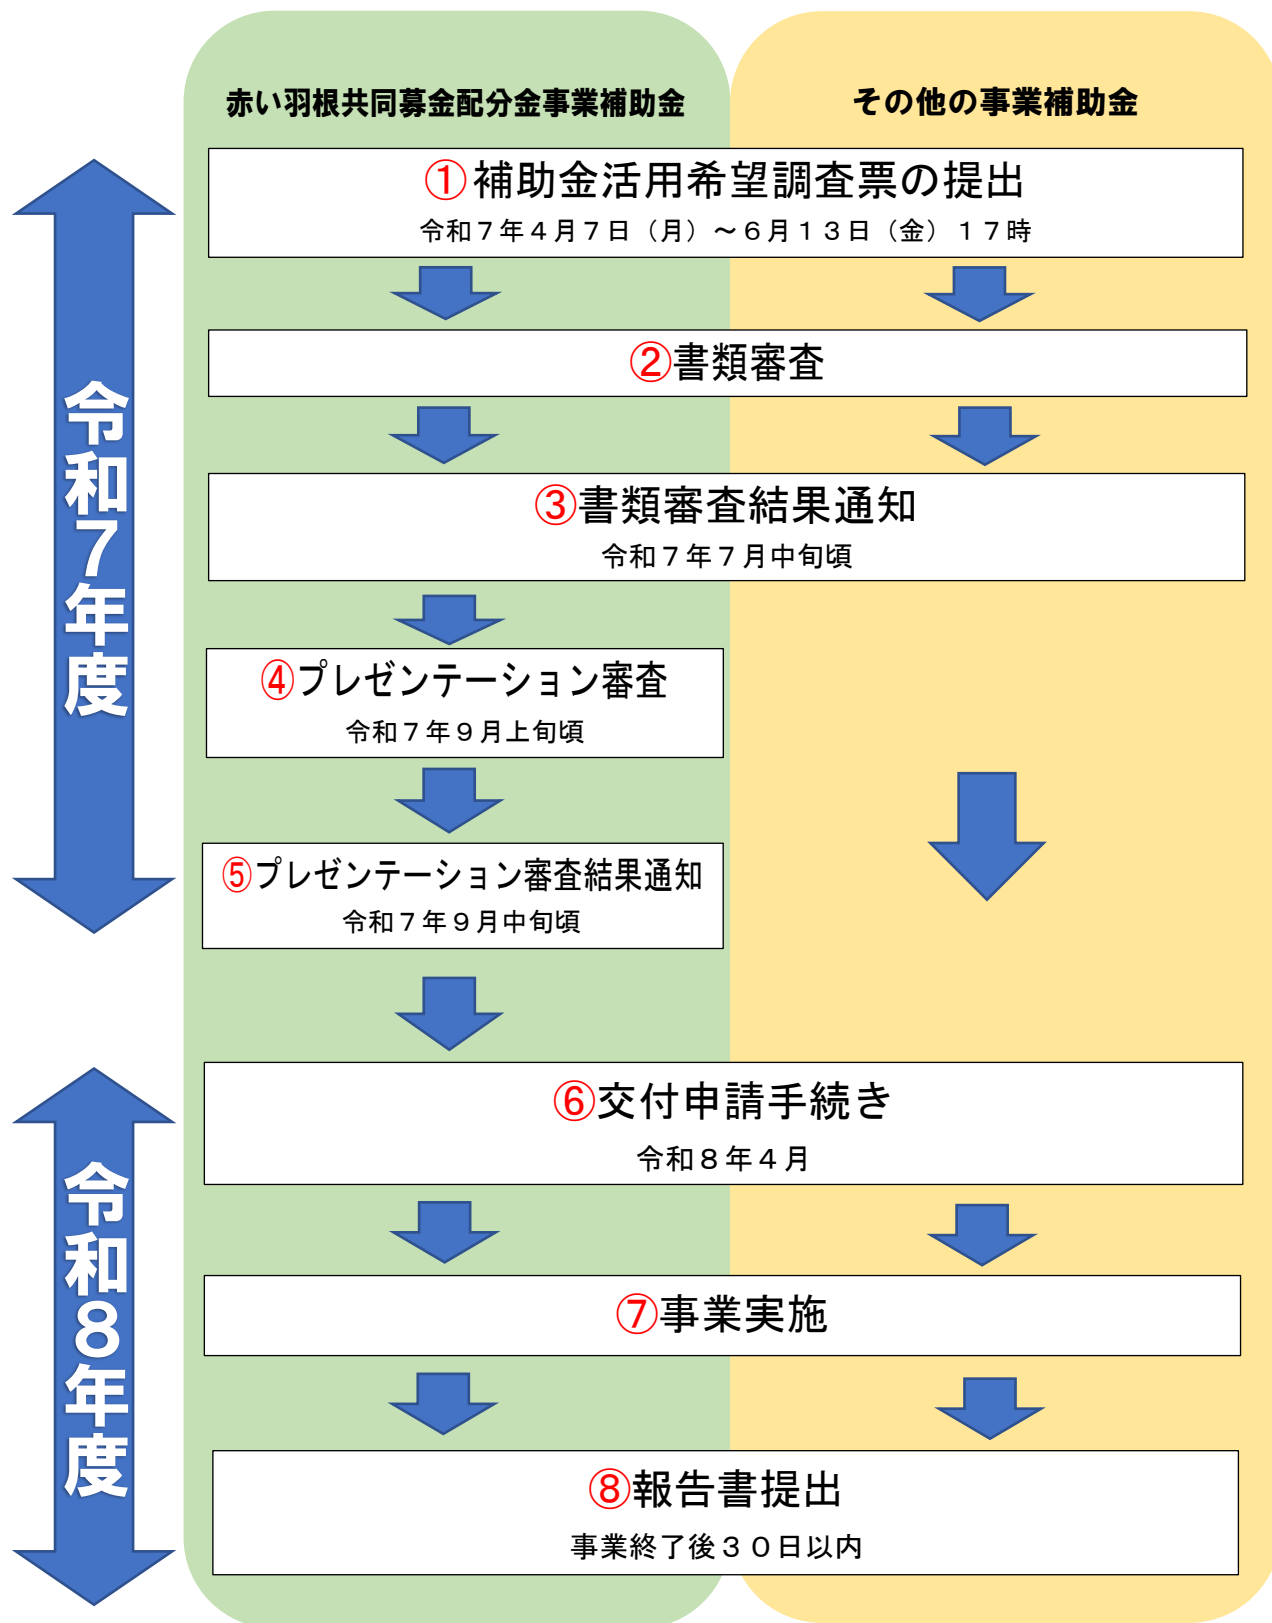 赤い羽根共同募金配分金事業補助金
その他の事業補助金
①補助金活用希望調査票の提出
令和７年４月７日（月）～６月１３日（金）１７時
②書類審査
③書類審査結果通知
令和７年７月中旬頃
④プレゼンテーション審査
令和７年９月上旬頃
⑤プレゼンテーション審査結果通知
令和７年９月中旬頃
令和7年度
⑥交付申請手続き
令和８年４月
⑦事業実施
⑧報告書提出
事業終了後３０日以内
令和8年度